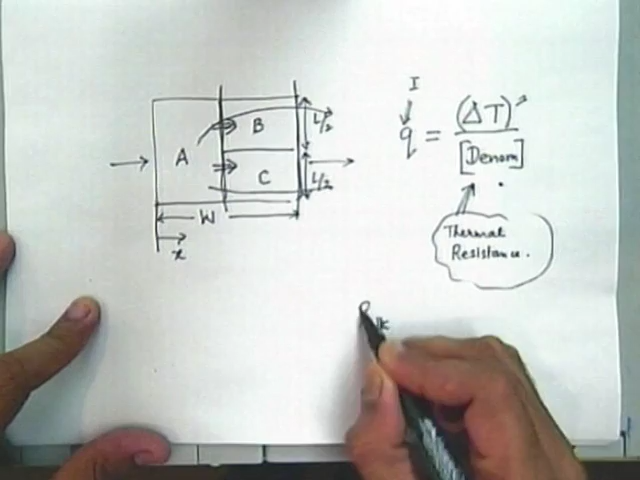 I
q = (ΔT)
[Denom]
Thermal
Resistance.
A
B
C
L/2
L/2
W
x